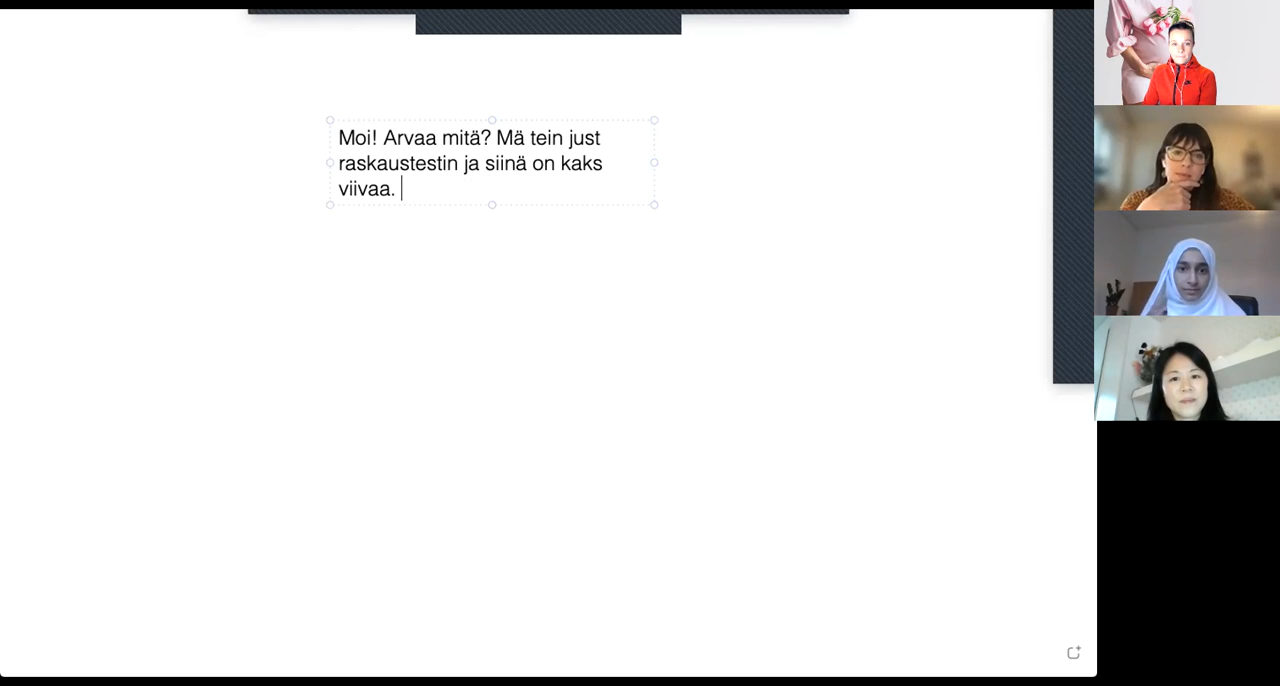 Moi! Arvaa mitä? Mä tein just
raskaustestin ja siinä on kaks
viivaa.